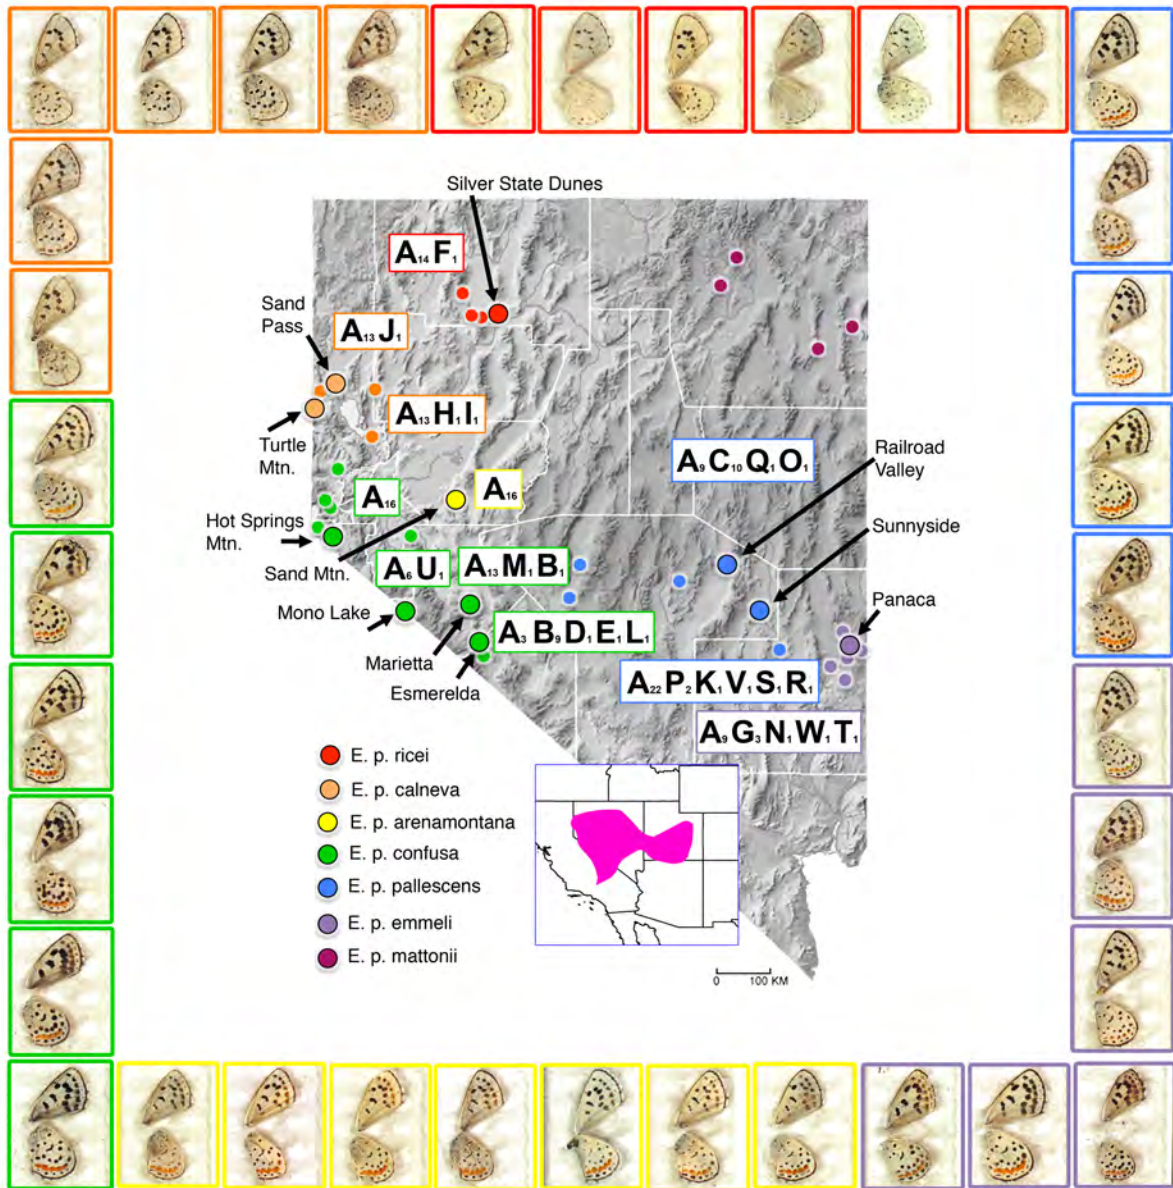 Silver State Dunes
A14 F1
Sand
Pass
A13 J1
Turtle
Mtn.
A13 H1 I1
A9 C10 Q1 O1
Railroad
Valley
A16
A16
Sunnyside
Hot Springs
Mtn.
Sand Mtn.
A6 U1
A13 M1 B1
Panaca
Mono Lake
A3 B9 D1 E1 L1
Marietta
Esmerelda
A22 P2 K1 V1 S1 R1
A9 G3 N1 W1 T1
E. p. ricei
E. p. calneva
E. p. arenamontana
E. p. confusa
E. p. pallescens
E. p. emmeli
E. p. mattonii
0 100 KM